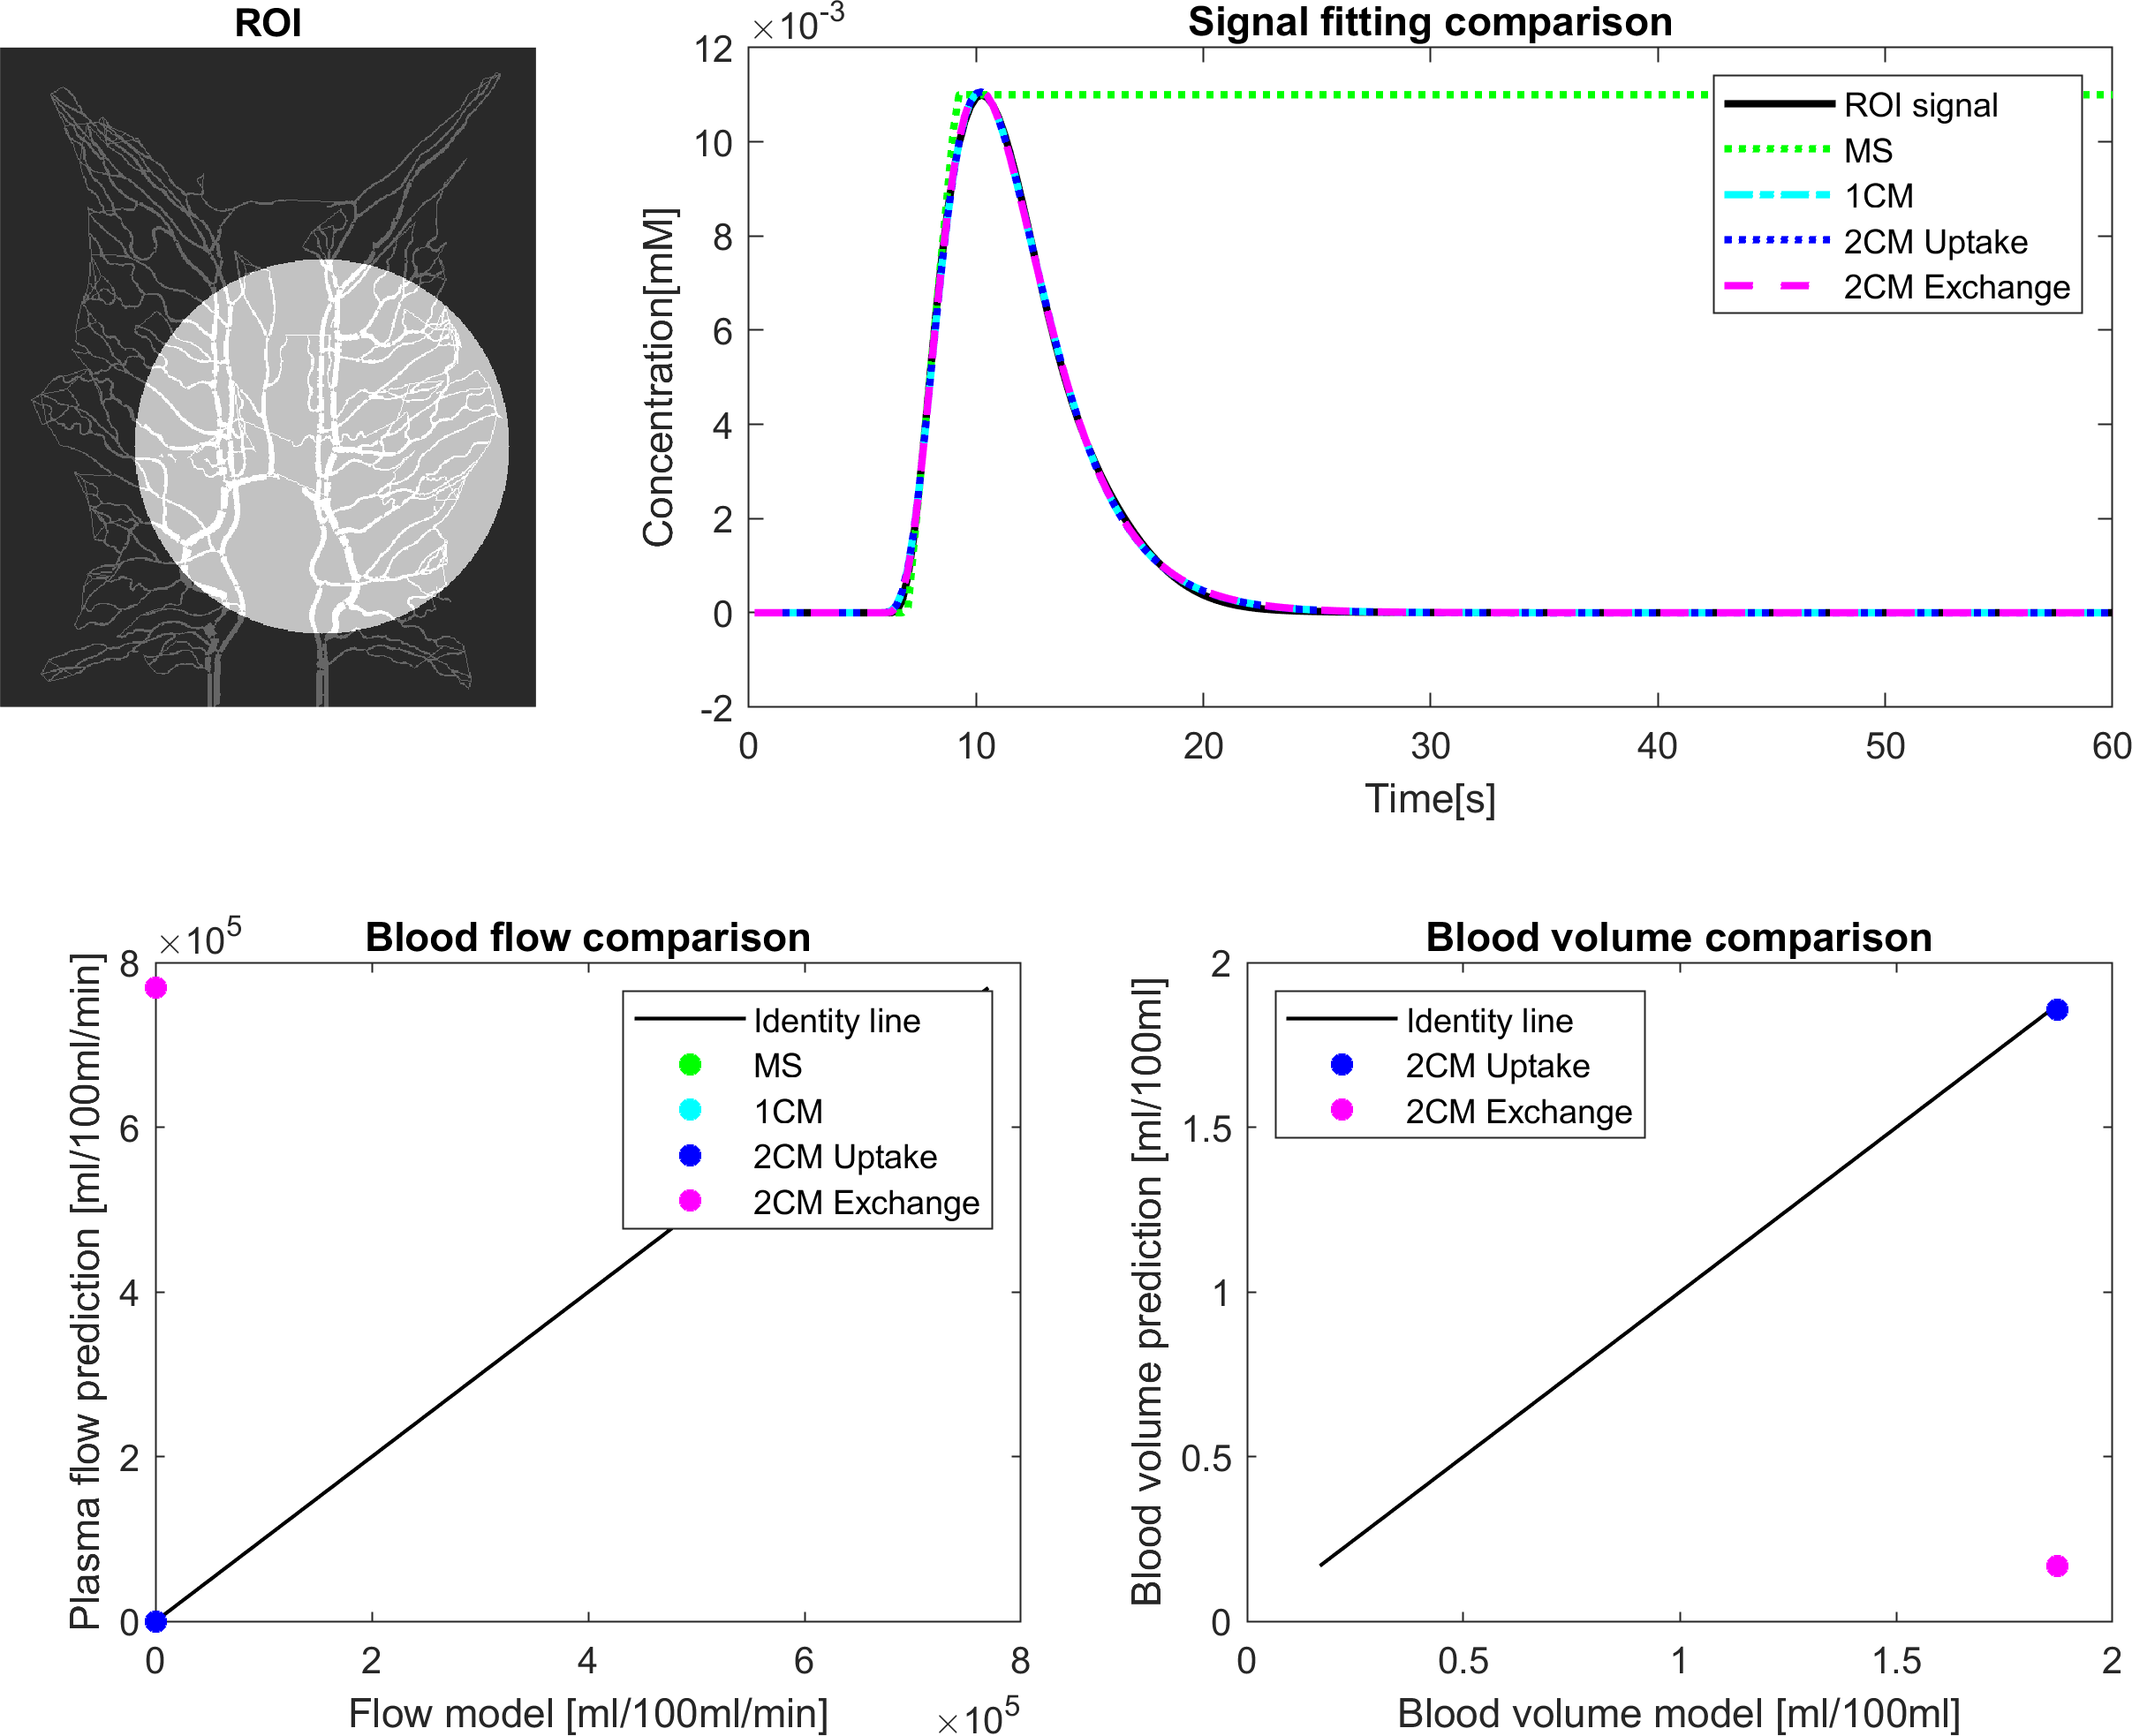 ROI
Signal fitting comparison
×10-3
12
10
8
6
4
2
0
-2
Concentration[mM]
0 10 20 30 40 50 60
Time[s]
ROI signal
MS
1CM
2CM Uptake
2CM Exchange
Blood flow comparison
×105
8
6
4
2
0
Plasma flow prediction [ml/100ml/min]
0 2 4 6 8
Flow model [ml/100ml/min]
×105
Identity line
MS
1CM
2CM Uptake
2CM Exchange
Blood volume comparison
2
1.5
1
0.5
0
Blood volume prediction [ml/100ml]
0 0.5 1 1.5 2
Blood volume model [ml/100ml]
Identity line
2CM Uptake
2CM Exchange